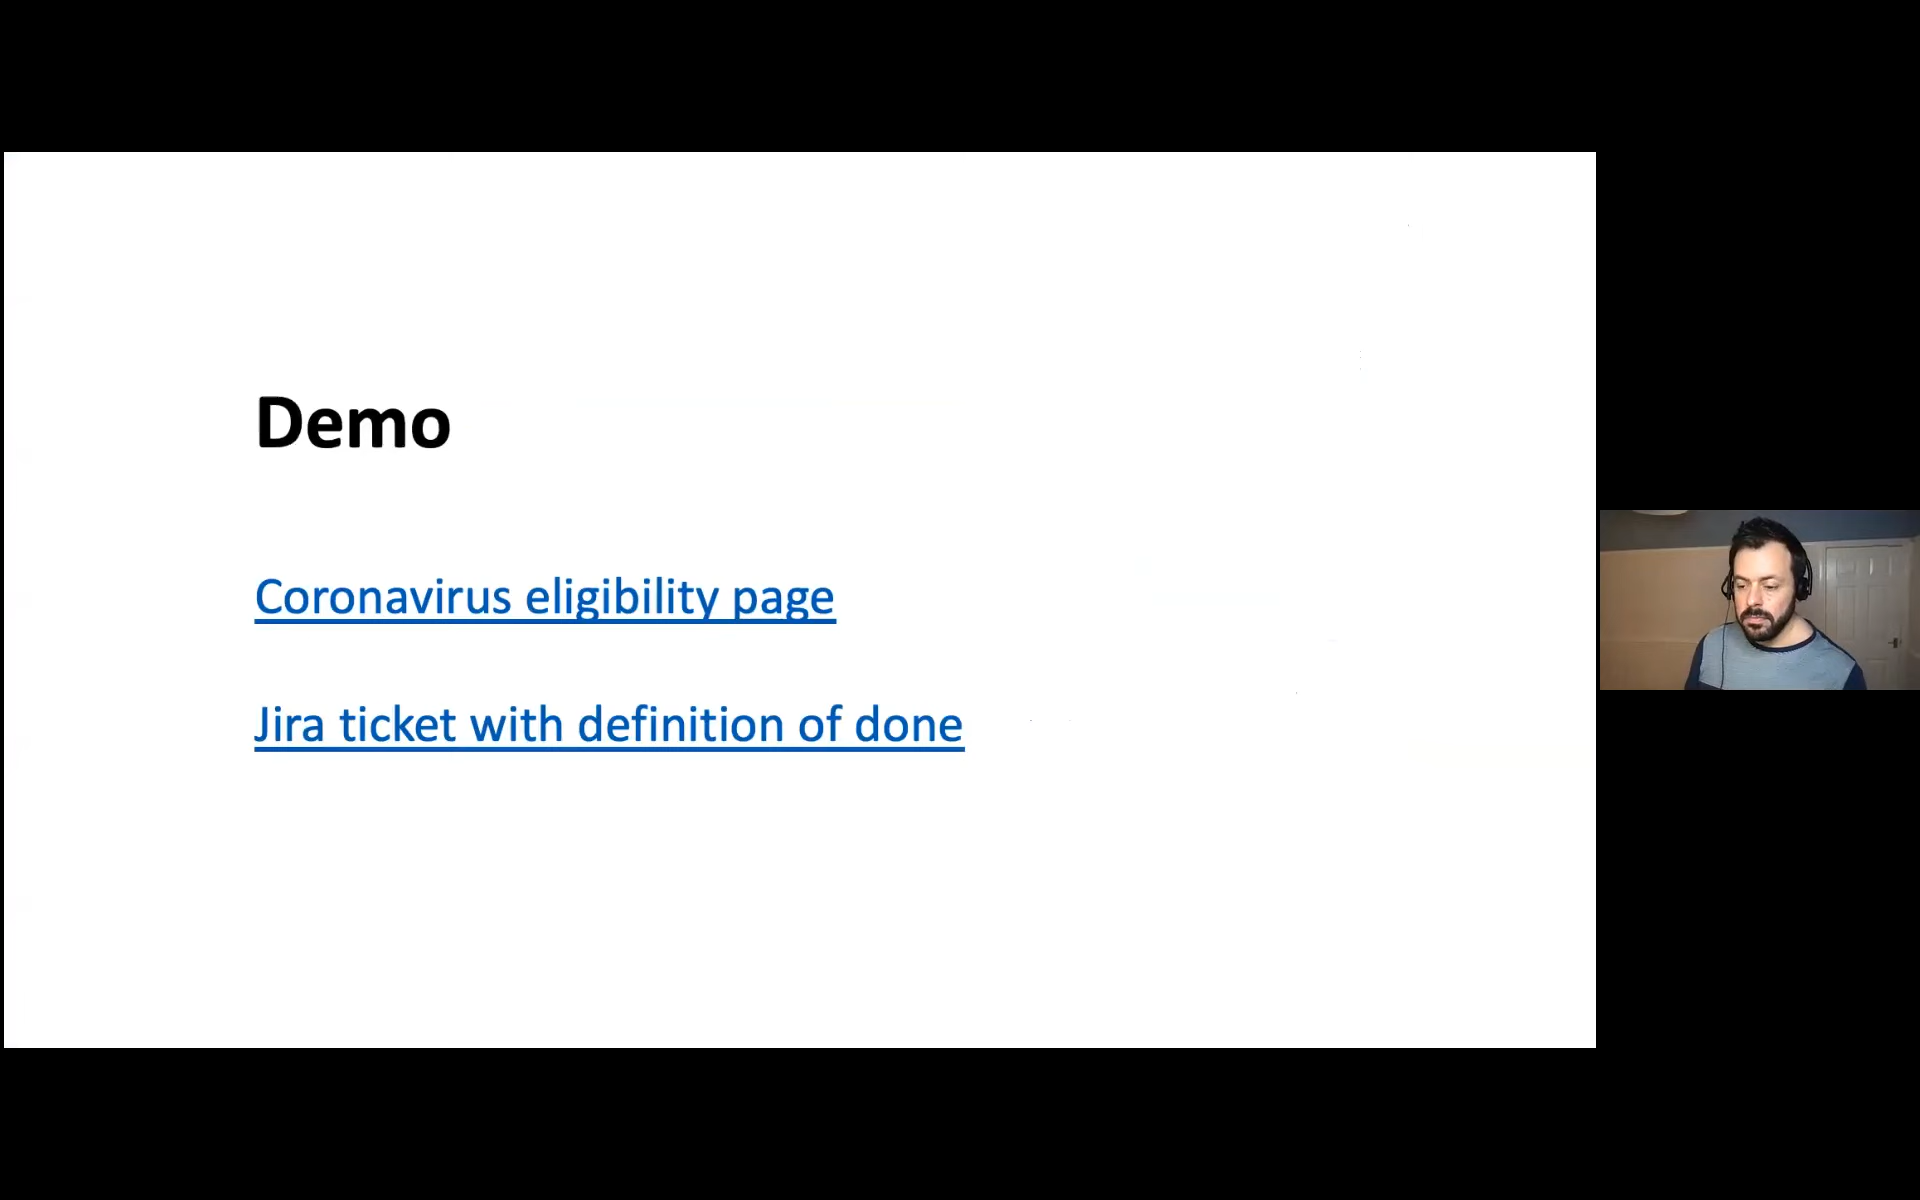 Demo
Coronavirus eligibility page
Jira ticket with definition of done